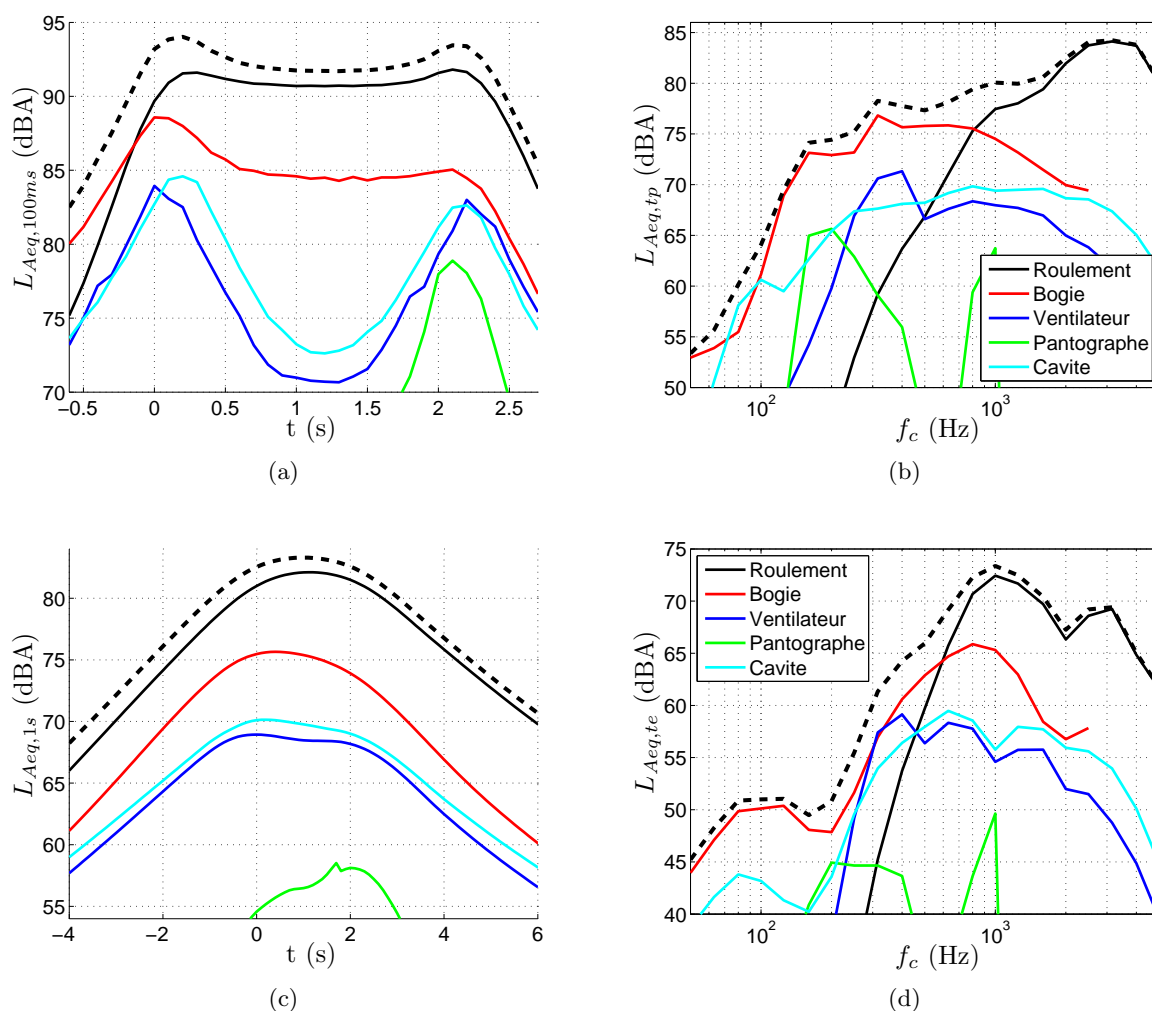 95
90
85
80
75
70
L_{Aeq,100ms} (dBA)
−0.5 0 0.5 1 1.5 2 2.5
t (s)
(a)
85
80
75
70
65
60
55
50
L_{Aeq,tp} (dBA)
Roulement
Bogie
Ventilateur
Pantographe
Cavite
10^2 10^3
f_c (Hz)
(b)
80
75
70
65
60
55
L_{Aeq,1s} (dBA)
−4 −2 0 2 4 6
t (s)
(c)
75
70
65
60
55
50
45
40
L_{Aeq,te} (dBA)
Roulement
Bogie
Ventilateur
Pantographe
Cavite
10^2 10^3
f_c (Hz)
(d)